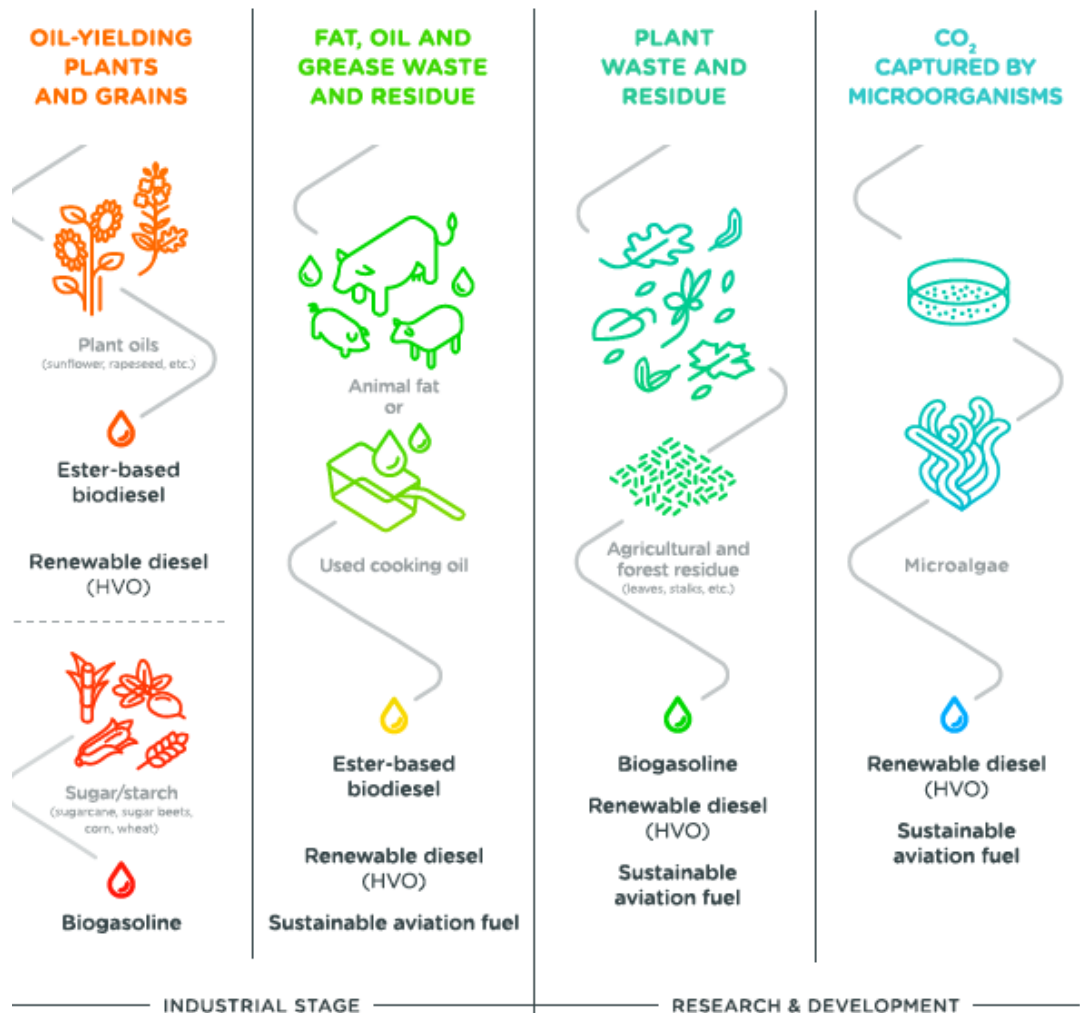 OIL-YIELDING
PLANTS
AND GRAINS
Plant oils
(sunflower, rapeseed, etc.)
Ester-based
biodiesel
Renewable diesel
(HVO)
Sugar/starch
(sugarcane, sugar beets,
corn, wheat)
Biogasoline
FAT, OIL AND
GREASE WASTE
AND RESIDUE
Animal fat
or
Used cooking oil
Ester-based
biodiesel
Renewable diesel
(HVO)
Sustainable aviation fuel
PLANT
WASTE AND
RESIDUE
Agricultural and
forest residue
(leaves, stalks, etc.)
Biogasoline
Renewable diesel
(HVO)
Sustainable
aviation fuel
CO₂
CAPTURED BY
MICROORGANISMS
Microalgae
Renewable diesel
(HVO)
Sustainable
aviation fuel
INDUSTRIAL STAGE
RESEARCH & DEVELOPMENT